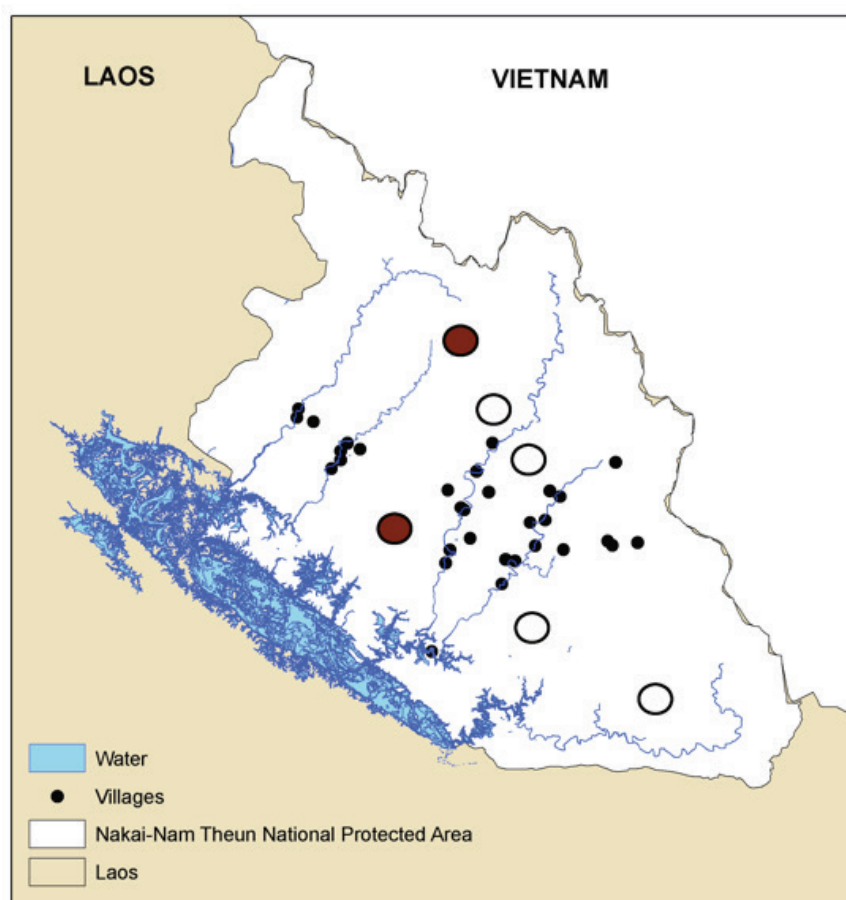 LAOS
VIETNAM
Water
Villages
Nakai-Nam Theun National Protected Area
Laos